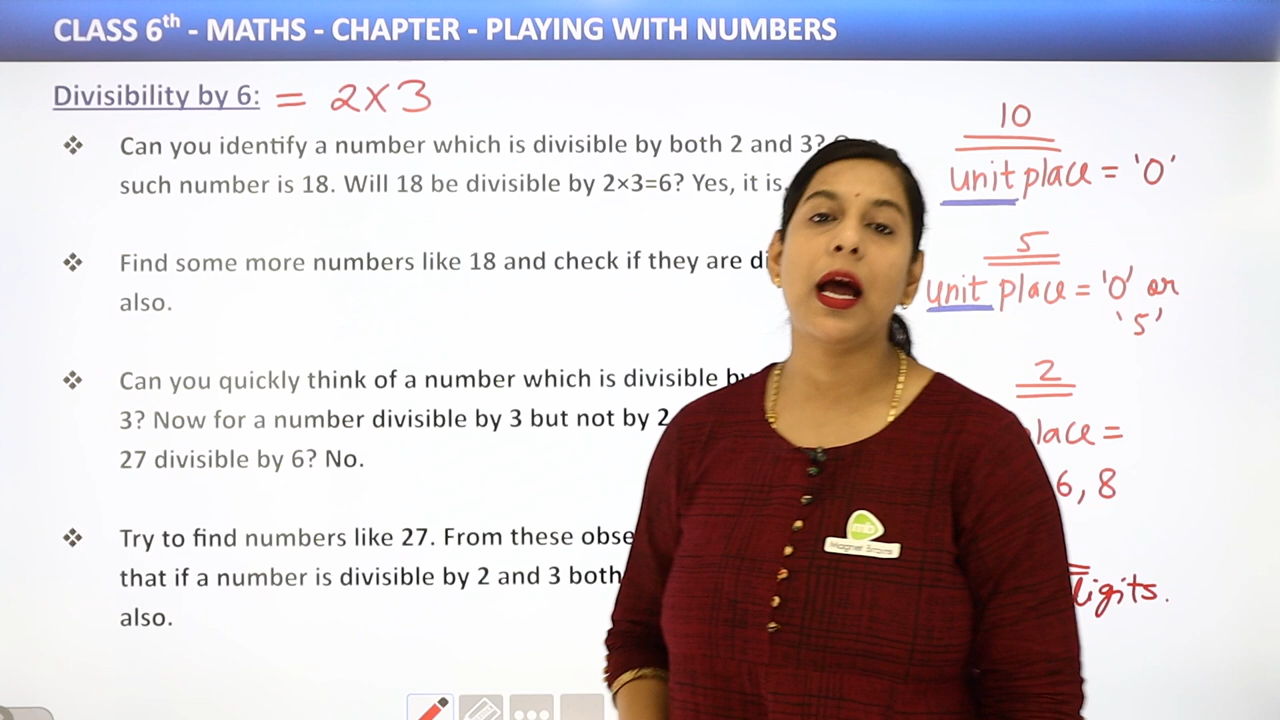 CLASS 6th - MATHS - CHAPTER - PLAYING WITH NUMBERS
Divisibility by 6: = 2×3
❖ Can you identify a number which is divisible by both 2 and 3?
such number is 18. Will 18 be divisible by 2×3=6? Yes, it is.
❖ Find some more numbers like 18 and check if they are
also.
❖ Can you quickly think of a number which is divisible
3? Now for a number divisible by 3 but not by 2
27 divisible by 6? No.
❖ Try to find numbers like 27. From these
that if a number is divisible by 2 and 3 both
also.
10
unit place = '0'
5
unit place = '0' or
'5'
2
=
6, 8
digits.
Magnet Brains